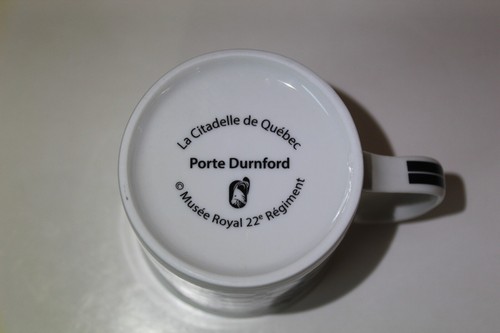 La Citadelle de Québec
Porte Durnford
© Musée Royal 22e Régiment